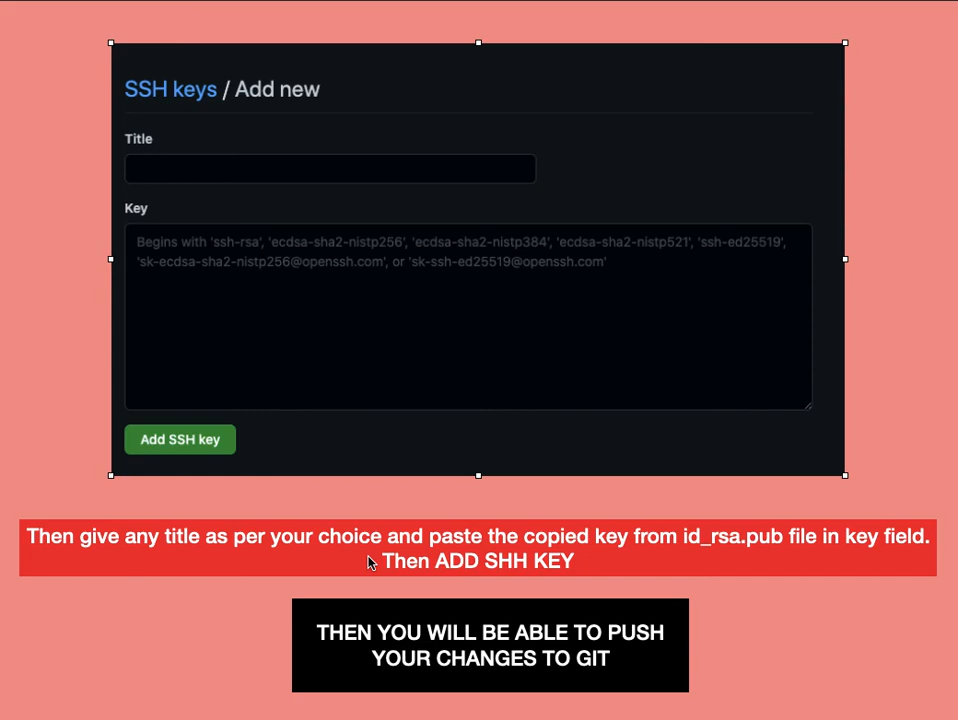 SSH keys / Add new
Title
Key
Begins with 'ssh-rsa', 'ecdsa-sha2-nistp256', 'ecdsa-sha2-nistp384', 'ecdsa-sha2-nistp521', 'ssh-ed25519',
'sk-ecdsa-sha2-nistp256@openssh.com', or 'sk-ssh-ed25519@openssh.com'
Add SSH key
Then give any title as per your choice and paste the copied key from id_rsa.pub file in key field.
Then ADD SHH KEY
THEN YOU WILL BE ABLE TO PUSH
YOUR CHANGES TO GIT